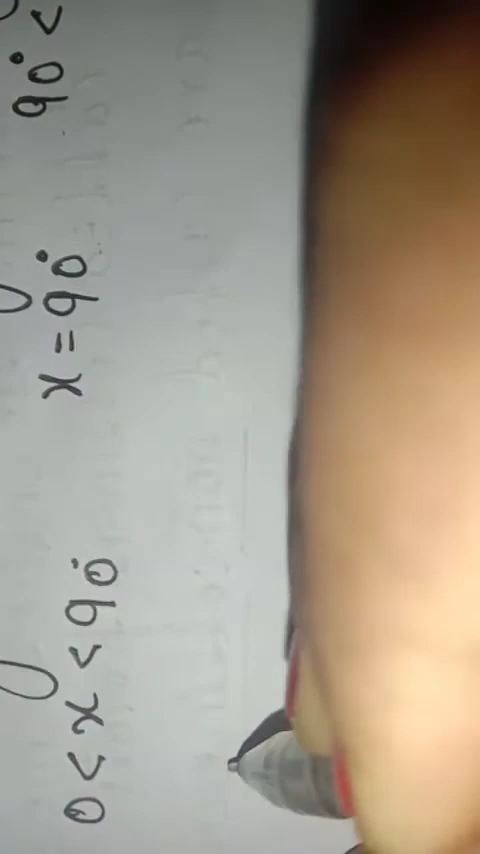 0 < x < 90° x = 90° 90° <